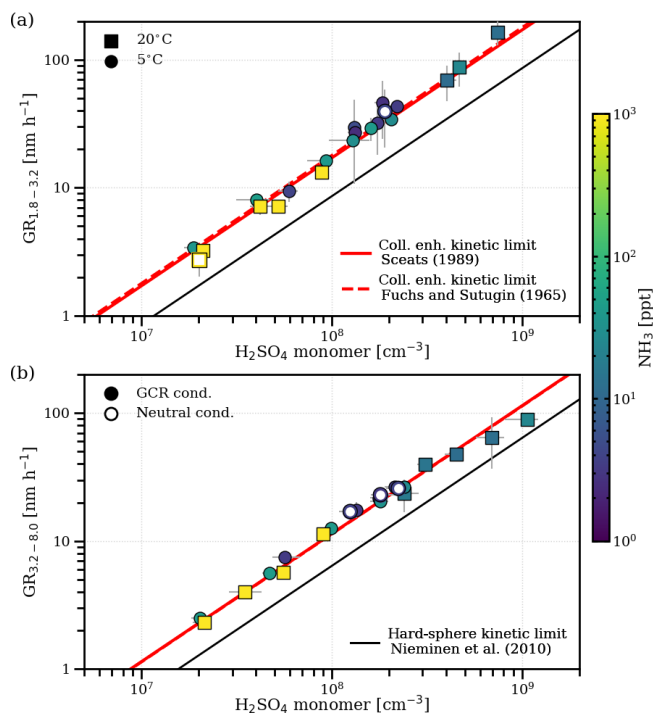 (a)
20°C
5°C
100
10
1
GR1.8−3.2 [nm h−1]
Coll. enh. kinetic limit
Sceats (1989)
Coll. enh. kinetic limit
Fuchs and Sutugin (1965)
10^7
10^8
10^9
H2SO4 monomer [cm−3]
10^3
10^2
10^1
10^0
NH3 [ppt]
(b)
GCR cond.
Neutral cond.
100
10
1
GR3.2−8.0 [nm h−1]
Hard-sphere kinetic limit
Nieminen et al. (2010)
10^7
10^8
10^9
H2SO4 monomer [cm−3]